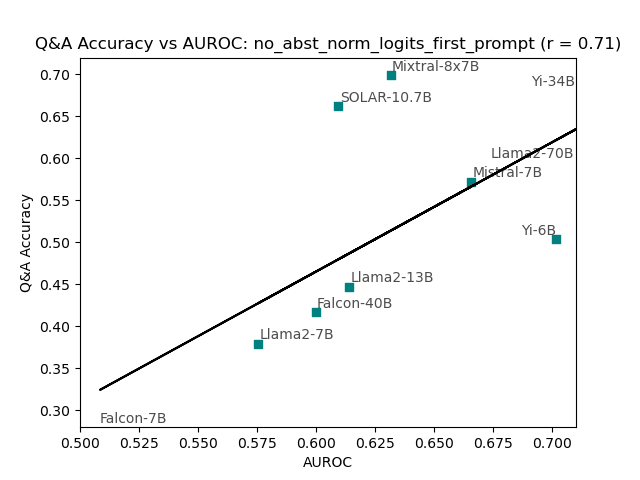 Q&A Accuracy vs AUROC: no_abst_norm_logits_first_prompt (r = 0.71)
Mixtral-8x7B
Yi-34B
SOLAR-10.7B
Llama2-70B
Mistral-7B
Yi-6B
Llama2-13B
Falcon-40B
Llama2-7B
Falcon-7B
Q&A Accuracy
0.70
0.65
0.60
0.55
0.50
0.45
0.40
0.35
0.30
0.500 0.525 0.550 0.575 0.600 0.625 0.650 0.675 0.700
AUROC